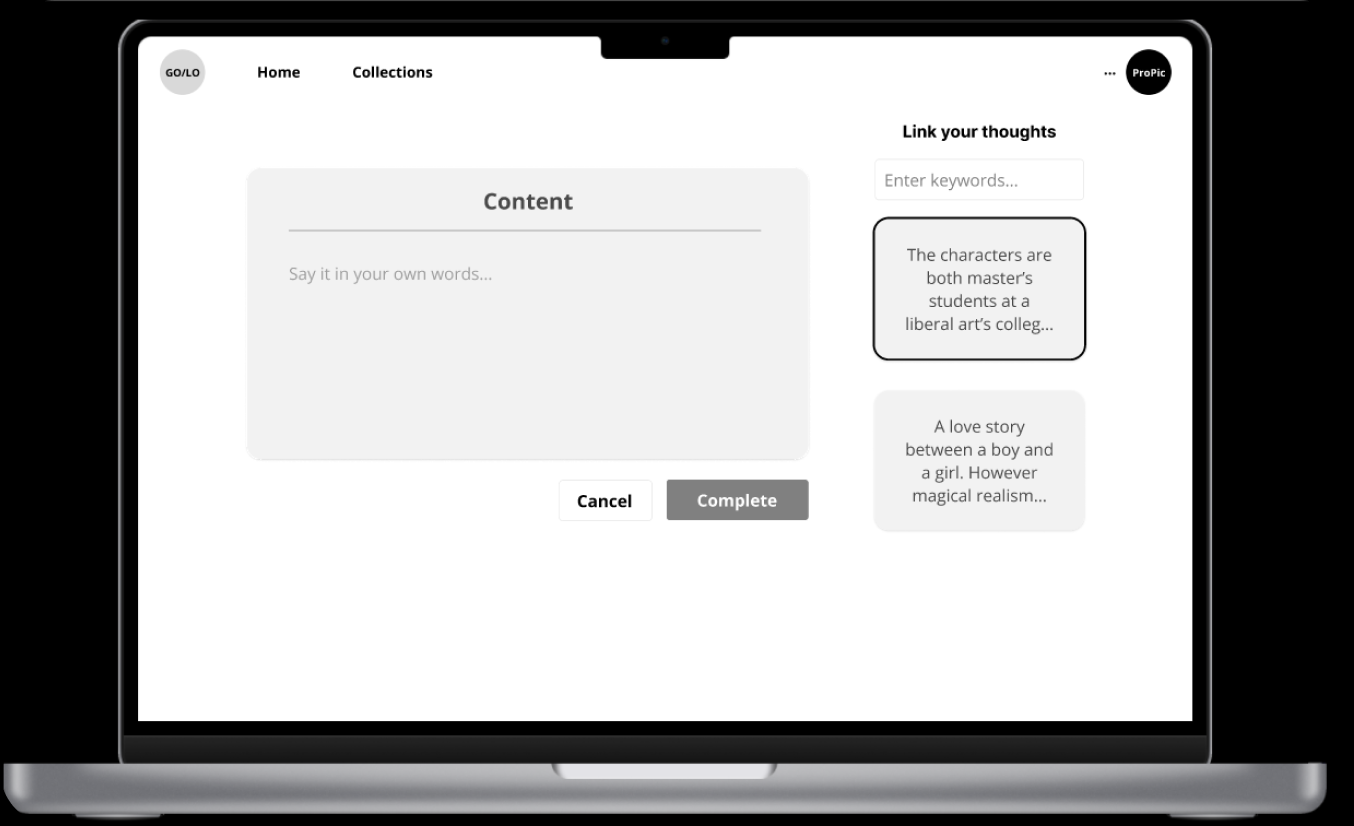 GO/LO
Home
Collections
...
ProPic
Link your thoughts
Enter keywords...
Content
Say it in your own words...
The characters are
both master’s
students at a
liberal art’s colleg...
Cancel
Complete
A love story
between a boy and
a girl. However
magical realism...